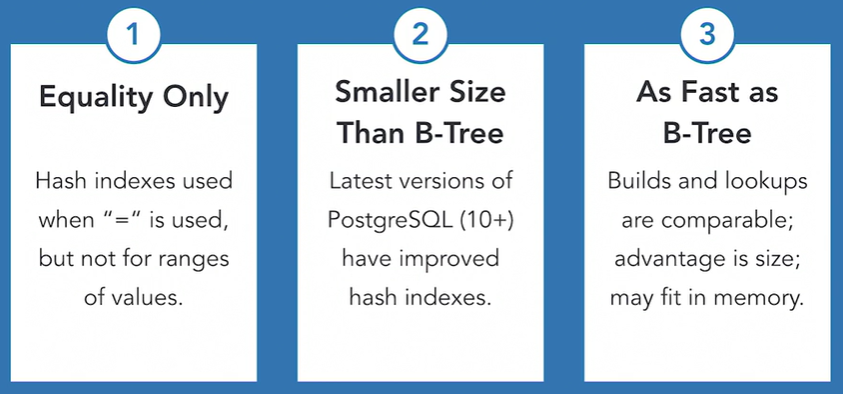 1
Equality Only
Hash indexes used
when “=“ is used,
but not for ranges
of values.
2
Smaller Size
Than B-Tree
Latest versions of
PostgreSQL (10+)
have improved
hash indexes.
3
As Fast as
B-Tree
Builds and lookups
are comparable;
advantage is size;
may fit in memory.